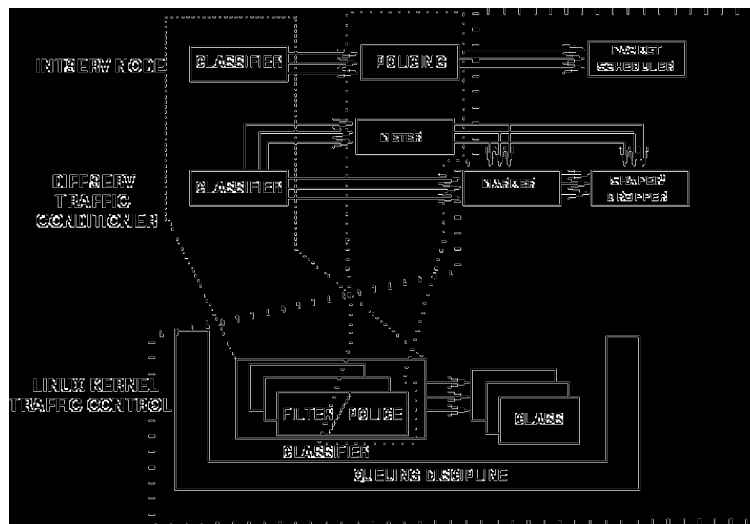 INTSERV NODE
CLASSIFIER
POLICING
PACKET
SCHEDULER
METER
DIFFSERV
TRAFFIC
CONDITIONER
CLASSIFIER
MARKER
SHAPER/
DROPPER
LINUX KERNEL
TRAFFIC CONTROL
FILTER/POLICE
CLASS
CLASSIFIER
QUEUING DISCIPLINE